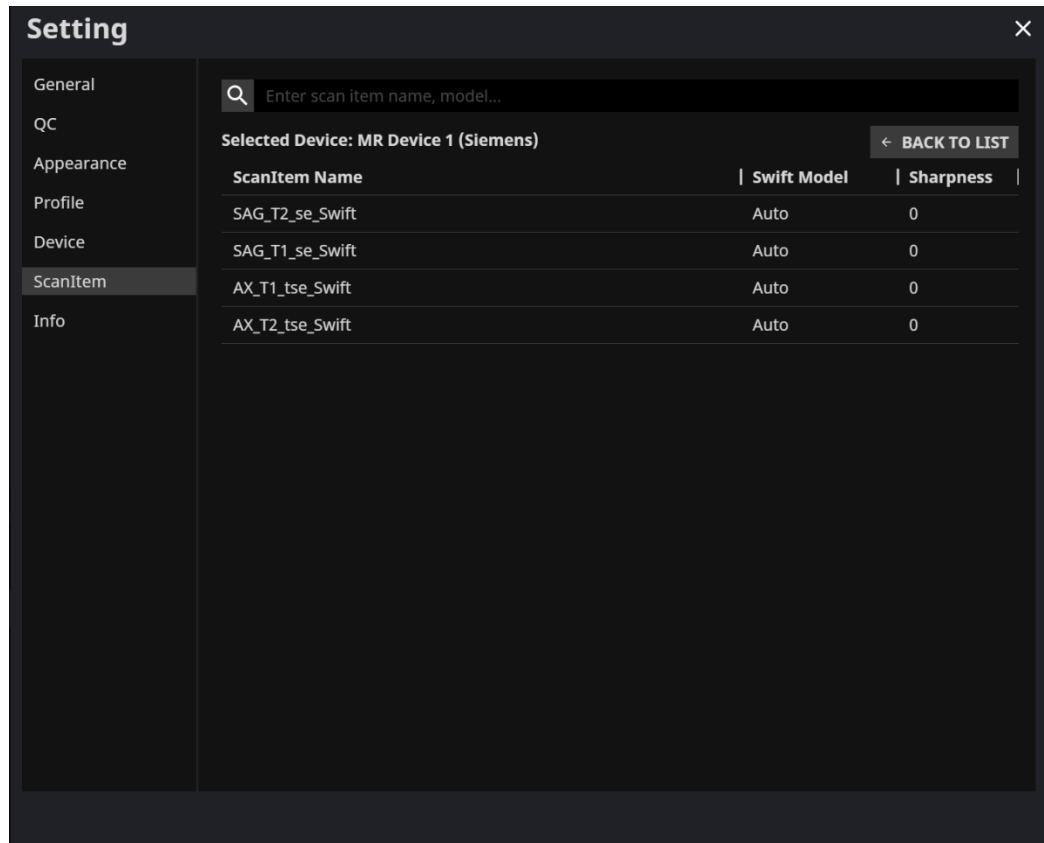 Setting
General
QC
Appearance
Profile
Device
ScanItem
Info
Enter scan item name, model...
Selected Device: MR Device 1 (Siemens)
← BACK TO LIST
ScanItem Name | Swift Model | Sharpness |
SAG_T2_se_Swift Auto 0
SAG_T1_se_Swift Auto 0
AX_T1_tse_Swift Auto 0
AX_T2_tse_Swift Auto 0